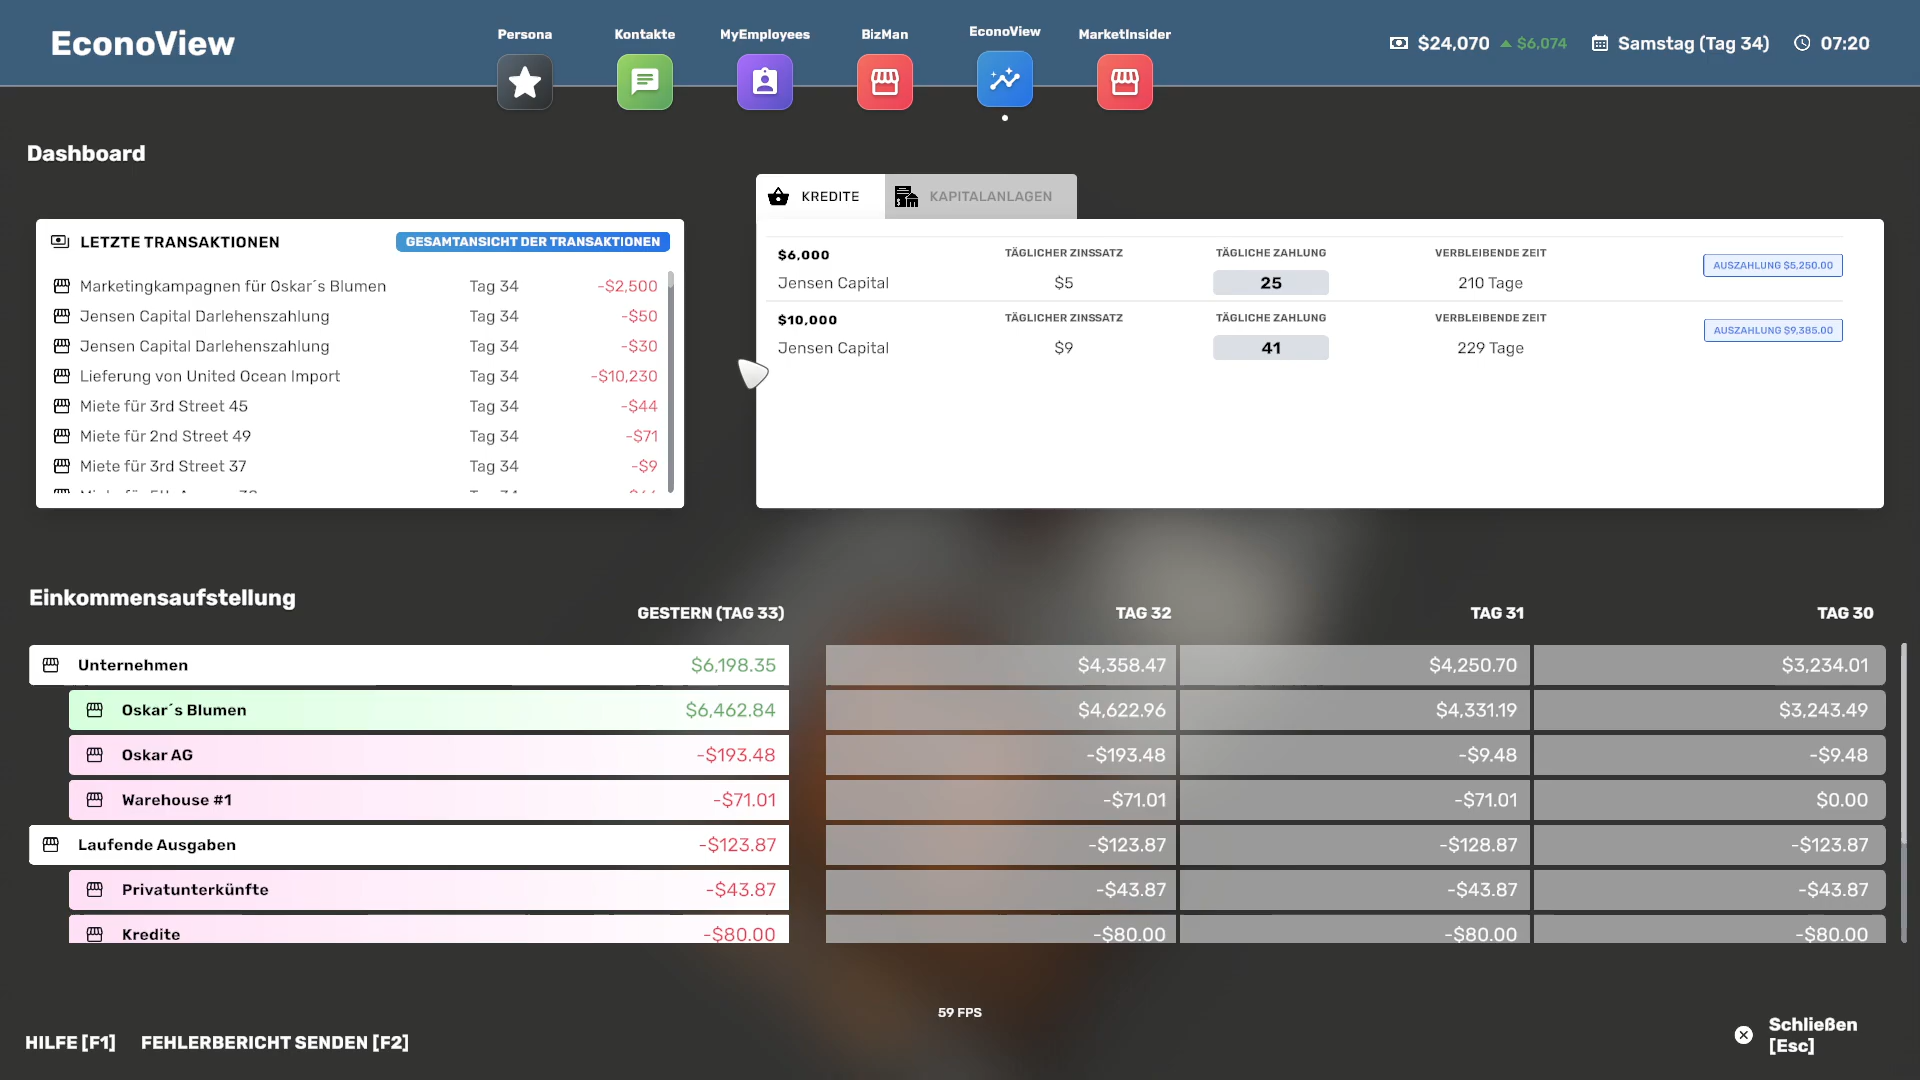 EconoView
Persona
Kontakte
MyEmployees
BizMan
EconoView
MarketInsider
$24,070 $6,074 Samstag (Tag 34) 07:20
Dashboard
KREDITE
KAPITALANLAGEN
LETZTE TRANSAKTIONEN GESAMTANSICHT DER TRANSAKTIONEN
Marketingkampagnen für Oskar´s Blumen Tag 34 -$2,500
Jensen Capital Darlehenszahlung Tag 34 -$50
Jensen Capital Darlehenszahlung Tag 34 -$30
Lieferung von United Ocean Import Tag 34 -$10,230
Miete für 3rd Street 45 Tag 34 -$44
Miete für 2nd Street 49 Tag 34 -$71
Miete für 3rd Street 37 Tag 34 -$9
$6,000 TÄGLICHER ZINSSATZ TÄGLICHE ZAHLUNG VERBLEIBENDE ZEIT AUSZAHLUNG $5,250.00
Jensen Capital $5 25 210 Tage
$10,000 TÄGLICHER ZINSSATZ TÄGLICHE ZAHLUNG VERBLEIBENDE ZEIT AUSZAHLUNG $9,385.00
Jensen Capital $9 41 229 Tage
Einkommensaufstellung
GESTERN (TAG 33) TAG 32 TAG 31 TAG 30
Unternehmen $6,198.35 $4,358.47 $4,250.70 $3,234.01
Oskar´s Blumen $6,462.84 $4,622.96 $4,331.19 $3,243.49
Oskar AG -$193.48 -$193.48 -$9.48 -$9.48
Warehouse #1 -$71.01 -$71.01 -$71.01 $0.00
Laufende Ausgaben -$123.87 -$123.87 -$128.87 -$123.87
Privatunterkünfte -$43.87 -$43.87 -$43.87 -$43.87
Kredite -$80.00 -$80.00 -$80.00 -$80.00
59 FPS
HILFE [F1] FEHLERBERICHT SENDEN [F2]
Schließen
[Esc]